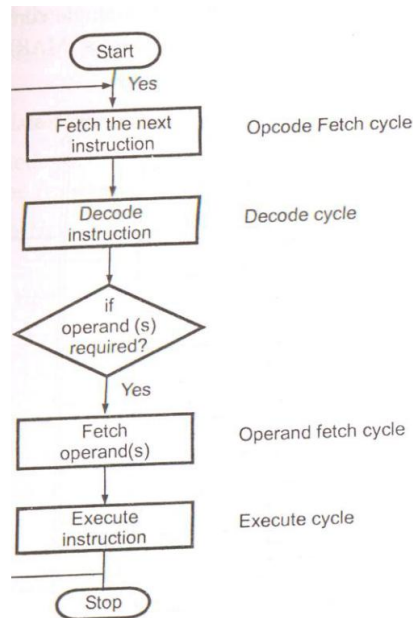 Start
Yes
Fetch the next
instruction
Opcode Fetch cycle
Decode
instruction
Decode cycle
if
operand (s)
required?
Yes
Fetch
operand(s)
Operand fetch cycle
Execute
instruction
Execute cycle
Stop